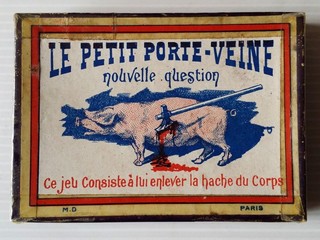 LE PETIT PORTE-VEINE
nouvelle question
Ce jeu Consiste à lui enlever la hache du Corps
M.D PARIS